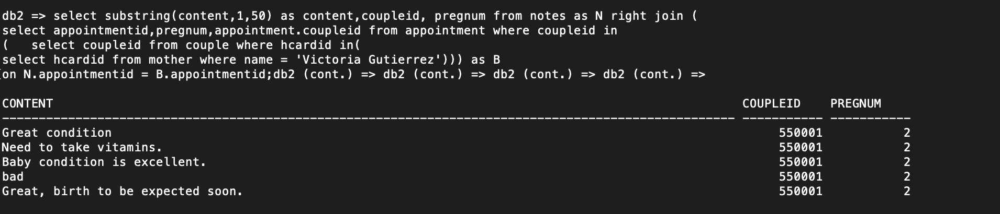 db2 => select substring(content,1,50) as content,coupleid, pregnum from notes as N right join (
select appointmentid,pregnum,appointment.coupleid from appointment where coupleid in
(   select coupleid from couple where hcardid in(
select hcardid from mother where name = 'Victoria Gutierrez'))) as B
on N.appointmentid = B.appointmentid;db2 (cont.) => db2 (cont.) => db2 (cont.) => db2 (cont.) =>
CONTENT COUPLEID PREGNUM
---------------------------------------------------------------------------------------------------- ----------- -----------
Great condition 550001 2
Need to take vitamins. 550001 2
Baby condition is excellent. 550001 2
bad 550001 2
Great, birth to be expected soon. 550001 2